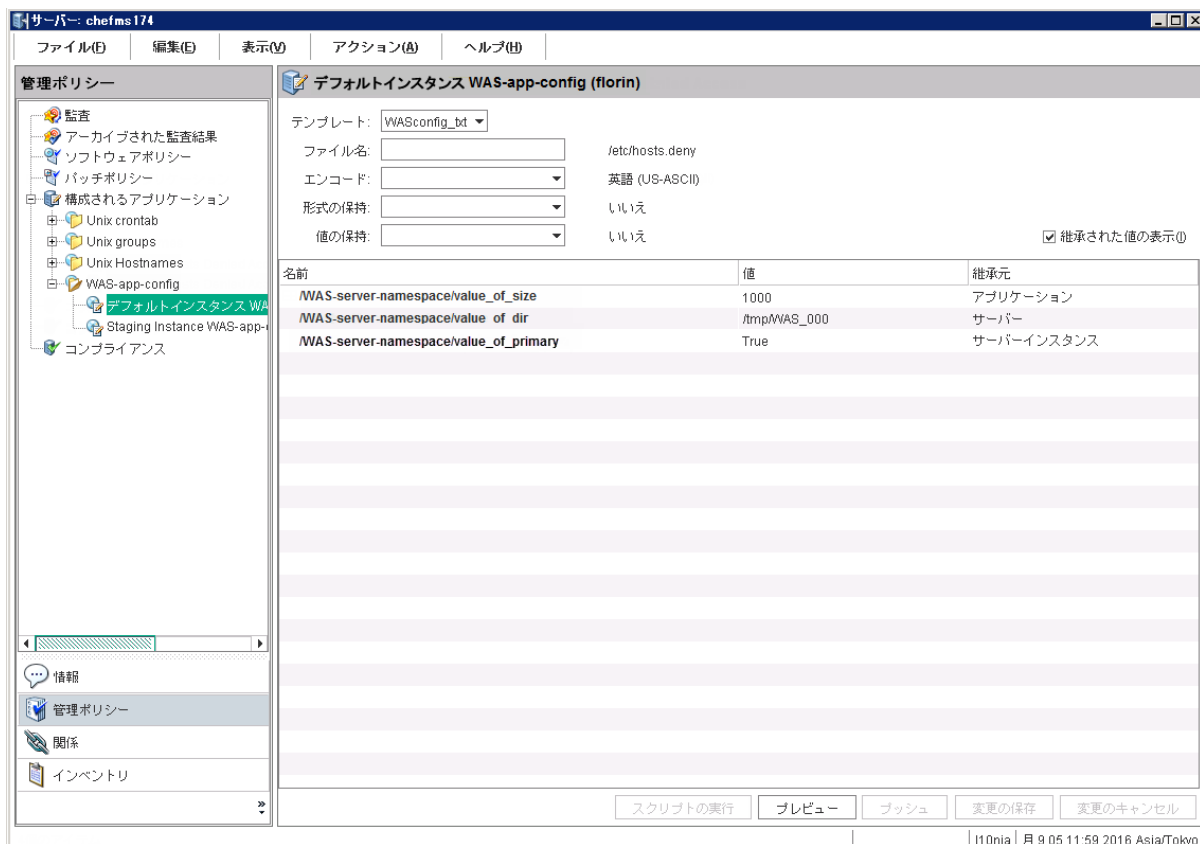 サーバー: chefms174
ファイル(F) 編集(E) 表示(V) アクション(A) ヘルプ(H)
管理ポリシー
監査
アーカイブされた監査結果
ソフトウェアポリシー
パッチポリシー
構成されるアプリケーション
Unix crontab
Unix groups
Unix Hostnames
WAS-app-config
デフォルトインスタンス WA
Staging Instance WAS-app-
コンプライアンス
情報
管理ポリシー
関係
インベントリ
デフォルトインスタンス WAS-app-config (florin)
テンプレート: WASconfig_txt
ファイル名: /etc/hosts.deny
エンコード: 英語 (US-ASCII)
形式の保持: いいえ
値の保持: いいえ
継承された値の表示(I)
名前 値 継承元
/WAS-server-namespace/value_of_size 1000 アプリケーション
/WAS-server-namespace/value_of_dir /tmp/WAS_000 サーバー
/WAS-server-namespace/value_of_primary True サーバーインスタンス
スクリプトの実行 プレビュー プッシュ 変更の保存 変更のキャンセル
l10nja 月 9 05 11:59 2016 Asia/Tokyo